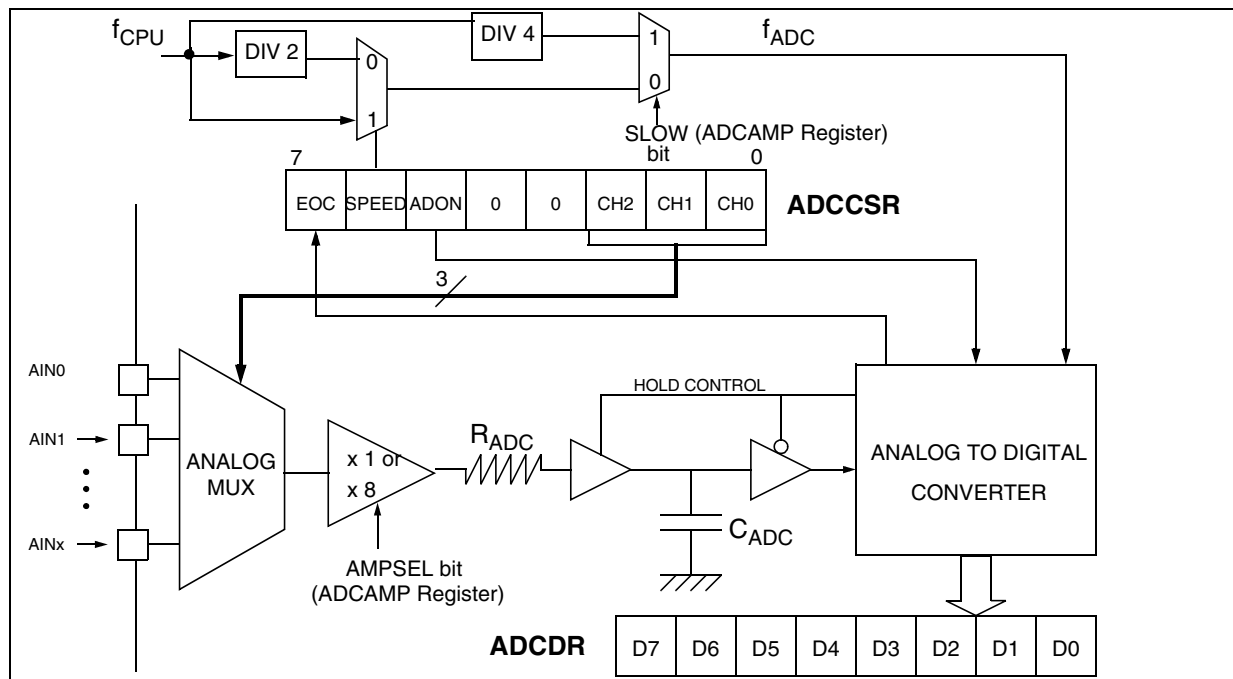 fCPU
DIV 2
DIV 4
fADC
0
1
1
0
SLOW (ADCAMP Register)
bit
7
0
EOC SPEED ADON 0 0 CH2 CH1 CH0
ADCCSR
3
AIN0
AIN1
AINx
ANALOG
MUX
x 1 or
x 8
RADC
HOLD CONTROL
CADC
ANALOG TO DIGITAL
CONVERTER
AMPSEL bit
(ADCAMP Register)
ADCDR
D7 D6 D5 D4 D3 D2 D1 D0